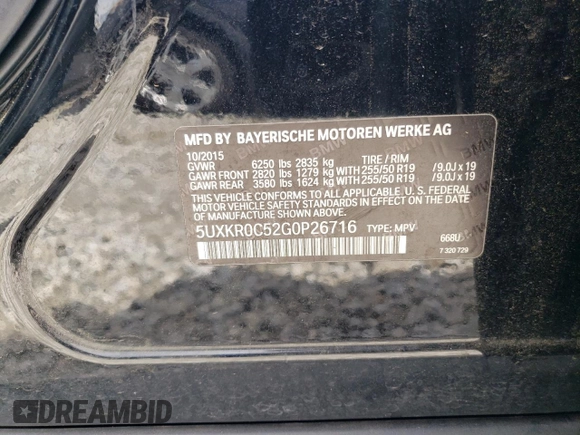 MFD BY BAYERISCHE MOTOREN WERKE AG
10/2015
GVWR 6250 lbs 2835 kg TIRE / RIM
GAWR FRONT 2820 lbs 1279 kg WITH 255/50 R19 / 9.0J x 19
GAWR REAR 3580 lbs 1624 kg WITH 255/50 R19 / 9.0J x 19
THIS VEHICLE CONFORMS TO ALL APPLICABLE U. S. FEDERAL
MOTOR VEHICLE SAFETY STANDARDS IN EFFECT ON THE DATE
OF MANUFACTURE SHOWN ABOVE.
5UXKR0C52G0P26716 TYPE: MPV
668U
7 320 729
DREAMBID